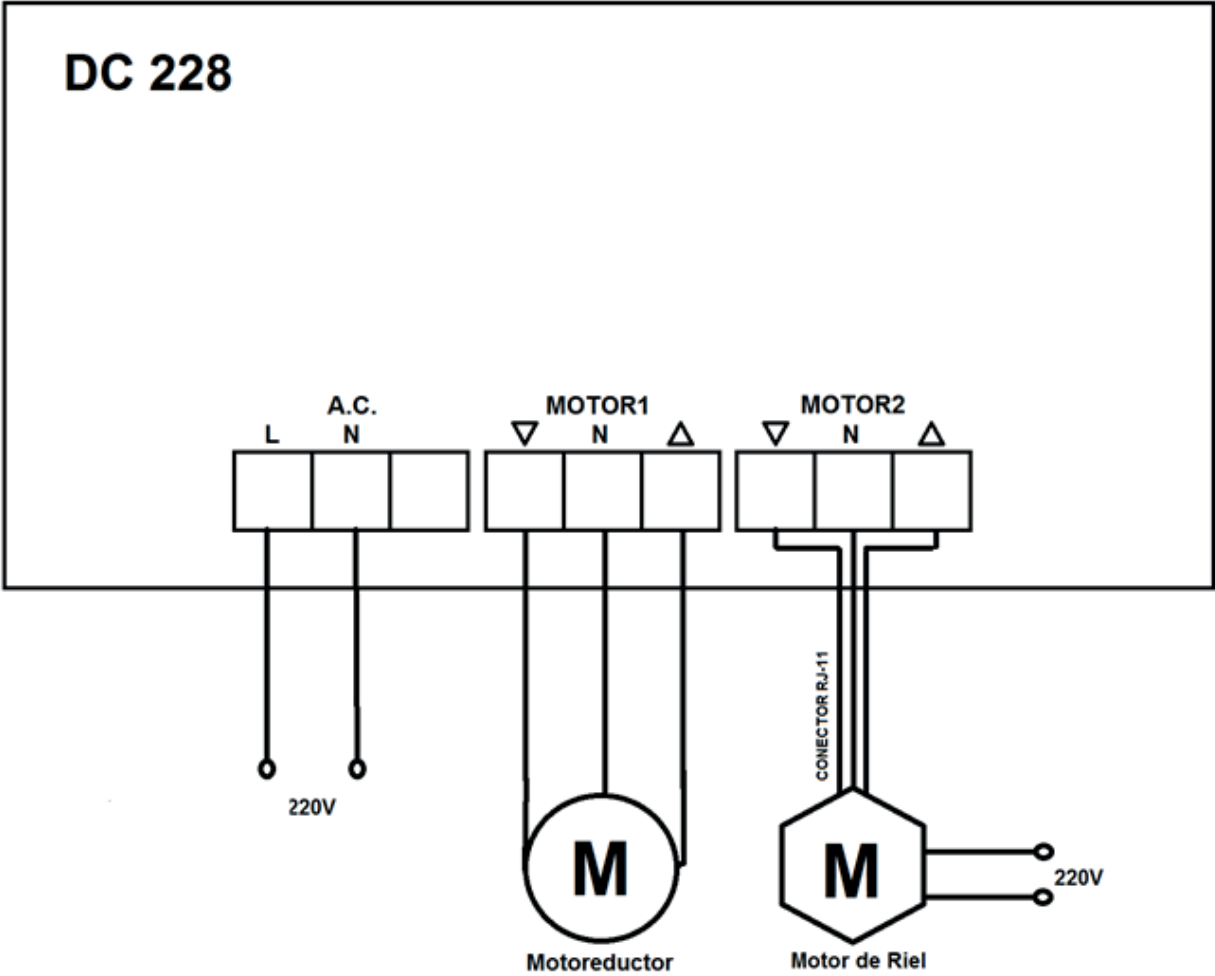 DC 228
A.C.
L N
MOTOR1
▽ N △
MOTOR2
▽ N △
CONECTOR RJ-11
220V
M
Motoreductor
M
220V
Motor de Riel